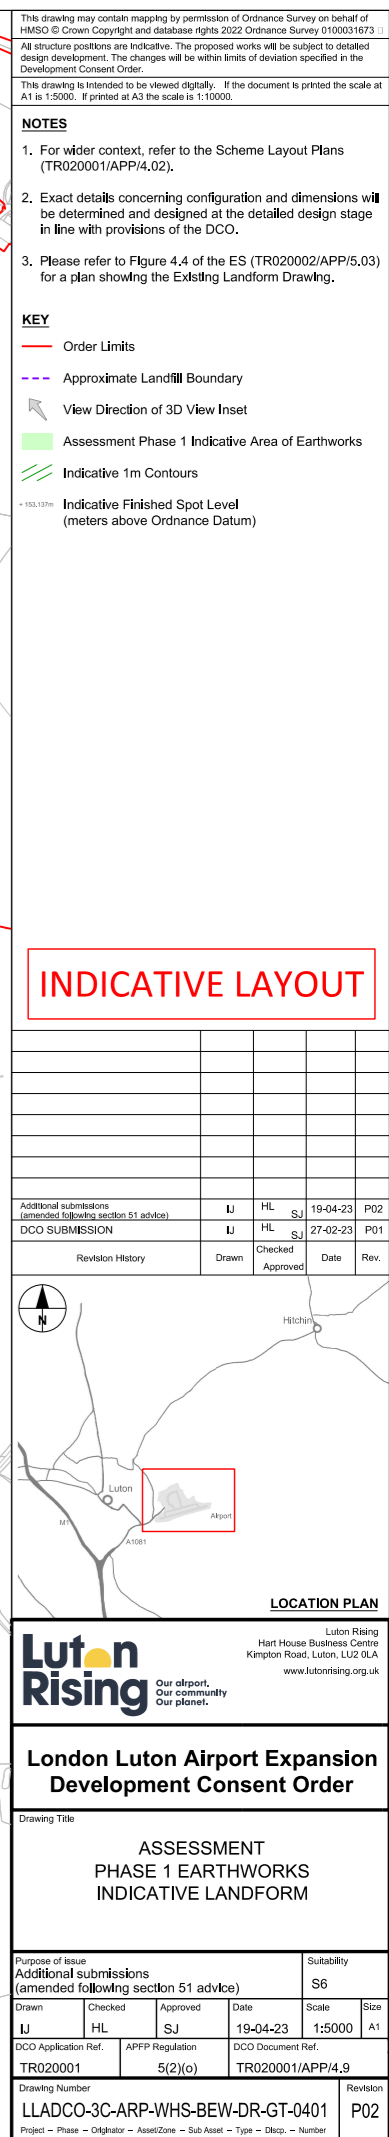 This drawing may contain mapping by permission of Ordnance Survey on behalf of
HMSO © Crown Copyright and database rights 2022 Ordnance Survey 0100031673
All structure positions are indicative. The proposed works will be subject to detailed
design development. The changes will be within limits of deviation specified in the
Development Consent Order.
This drawing is intended to be viewed digitally. If the document is printed the scale at
A1 is 1:5000. If printed at A3 the scale is 1:10000.
NOTES
1. For wider context, refer to the Scheme Layout Plans
(TR020001/APP/4.02).
2. Exact details concerning configuration and dimensions will
be determined and designed at the detailed design stage
in line with provisions of the DCO.
3. Please refer to Figure 4.4 of the ES (TR020002/APP/5.03)
for a plan showing the Existing Landform Drawing.
KEY
Order Limits
Approximate Landfill Boundary
View Direction of 3D View Inset
Assessment Phase 1 Indicative Area of Earthworks
Indicative 1m Contours
+ 153.137m Indicative Finished Spot Level
(meters above Ordnance Datum)
INDICATIVE LAYOUT
Additional submissions
(amended following section 51 advice) IJ HL SJ 19-04-23 P02
DCO SUBMISSION IJ HL SJ 27-02-23 P01
Revision History Drawn Checked Approved Date Rev.
N
Hitchin
Luton
Airport
M1
A1081
LOCATION PLAN
Luton Rising
Our airport.
Our community
Our planet.
Luton Rising
Hart House Business Centre
Kimpton Road, Luton, LU2 0LA
www.lutonrising.org.uk
London Luton Airport Expansion
Development Consent Order
Drawing Title
ASSESSMENT
PHASE 1 EARTHWORKS
INDICATIVE LANDFORM
Purpose of issue Suitability
Additional submissions
(amended following section 51 advice) S6
Drawn Checked Approved Date Scale Size
IJ HL SJ 19-04-23 1:5000 A1
DCO Application Ref. APFP Regulation DCO Document Ref.
TR020001 5(2)(o) TR020001/APP/4.9
Drawing Number Revision
LLADCO-3C-ARP-WHS-BEW-DR-GT-0401 P02
Project – Phase – Originator – Asset/Zone – Sub Asset – Type – Discp. – Number